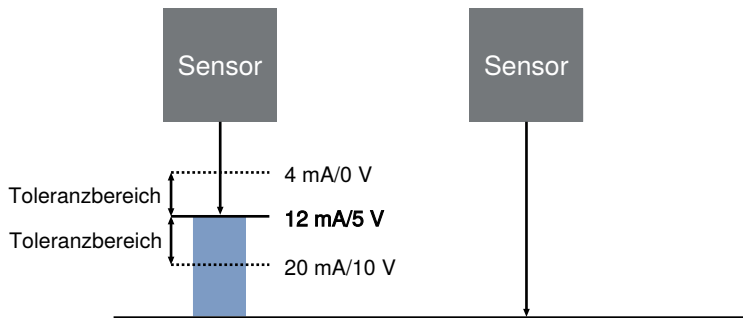 Sensor
Sensor
4 mA/0 V
Toleranzbereich
12 mA/5 V
Toleranzbereich
20 mA/10 V